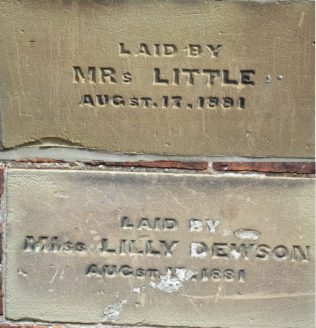 LAID BY
MRs LITTLE
AUGST. 17. 1881
LAID BY
MIss LILLY DEWSON
AUGST. 17. 1881